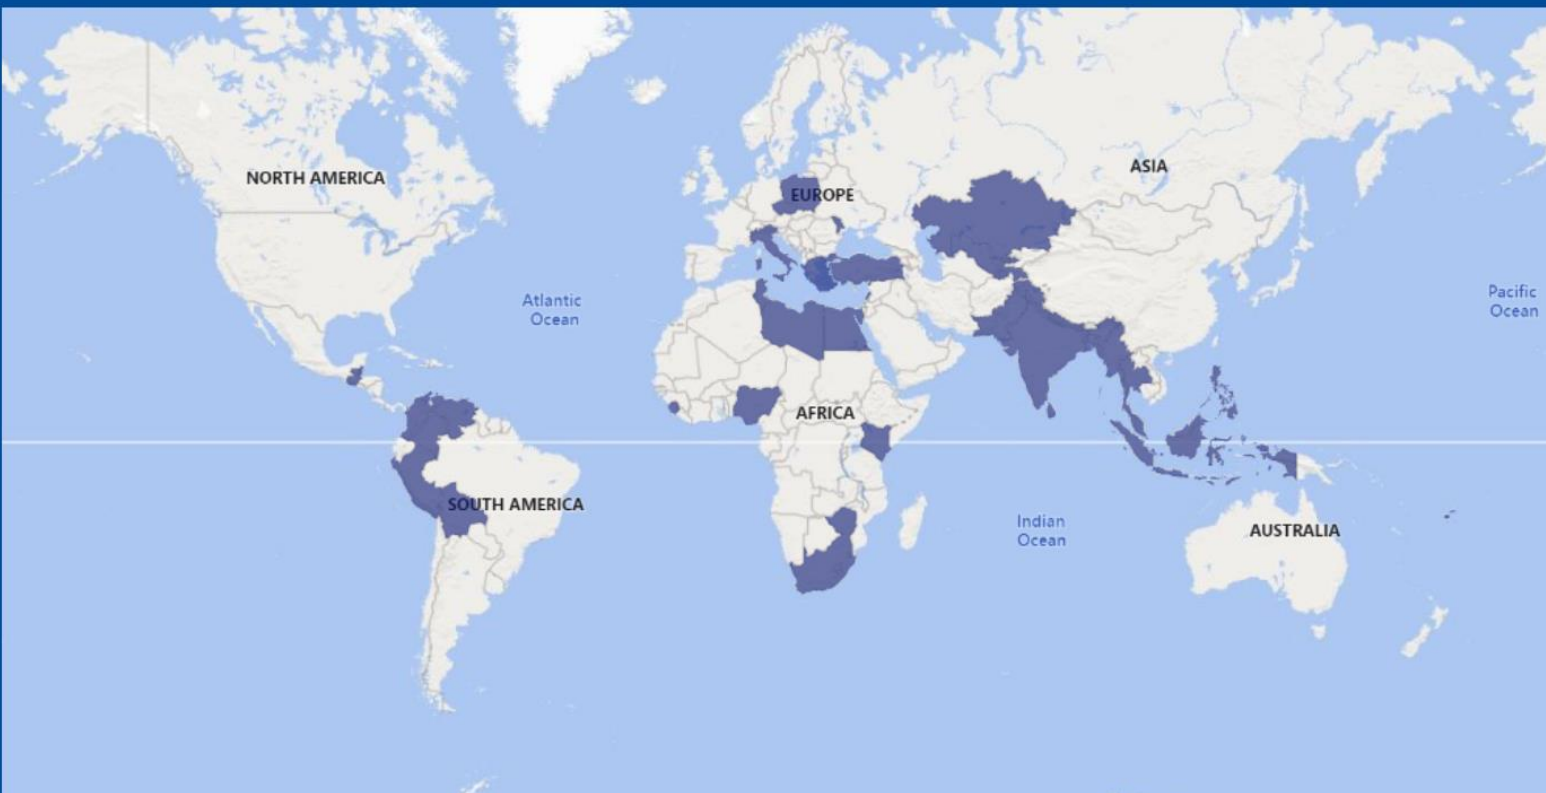 NORTH AMERICA
ASIA
EUROPE
Atlantic
Ocean
Pacific
Ocean
AFRICA
SOUTH AMERICA
Indian
Ocean
AUSTRALIA